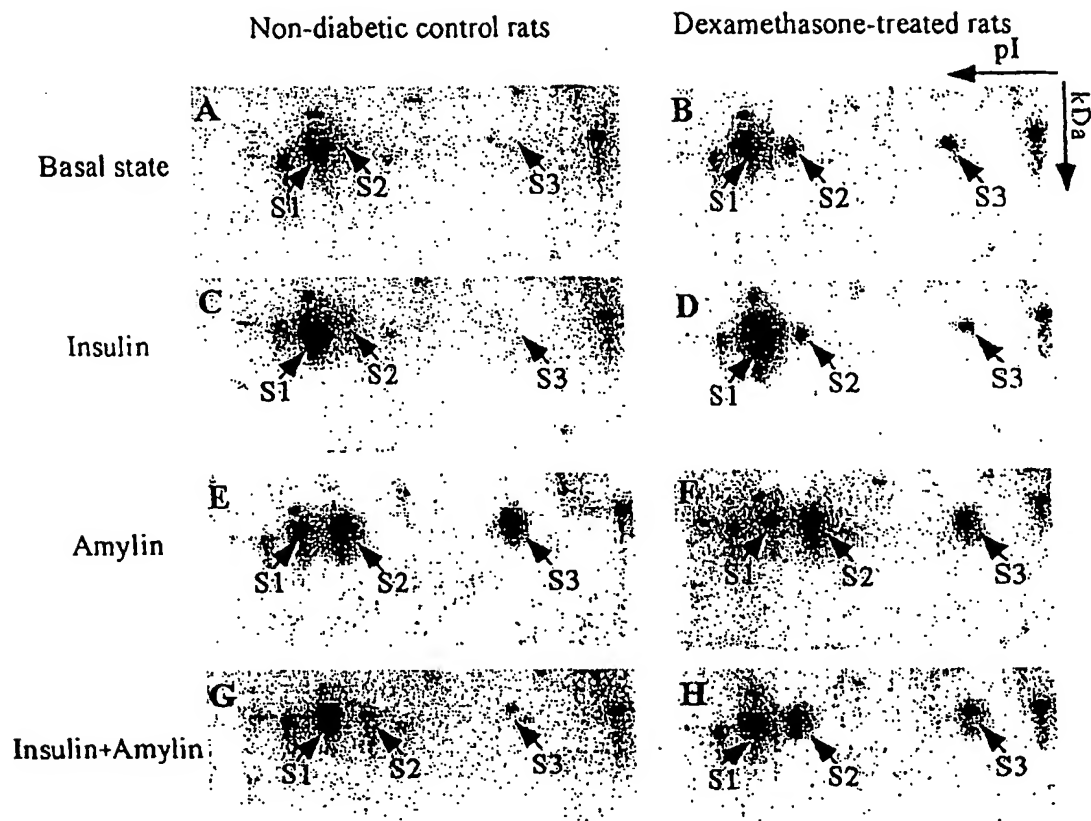 Non-diabetic control rats
Dexamethasone-treated rats
pI
kDa
A
B
Basal state
S1
S2
S3
S1
S2
S3
C
D
Insulin
S1
S2
S3
S1
S2
S3
E
F
Amylin
S1
S2
S3
S1
S2
S3
G
H
Insulin+Amylin
S1
S2
S3
S1
S2
S3